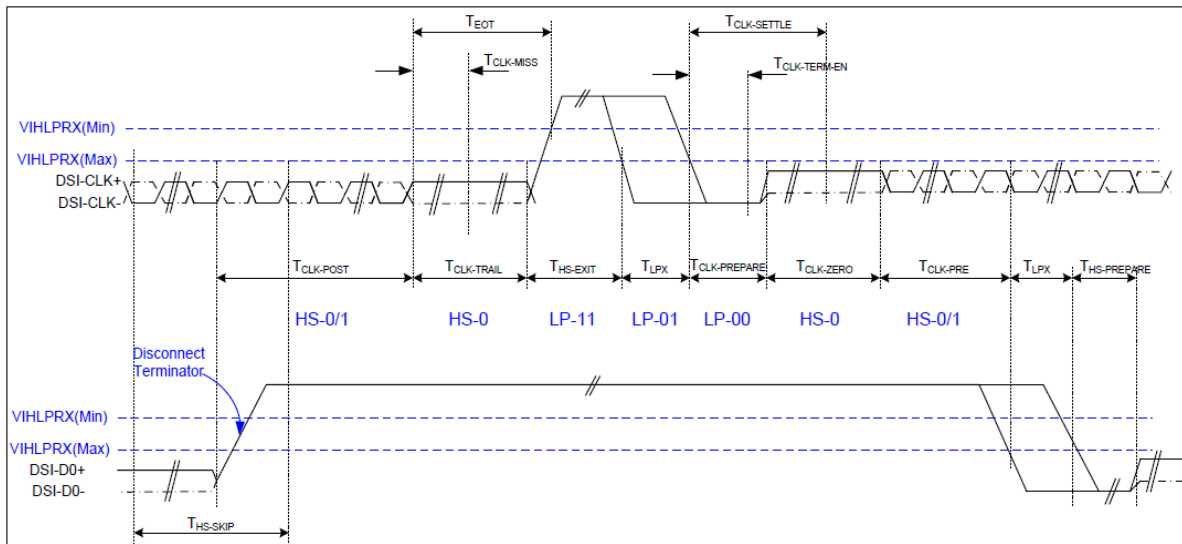 TEOT
TCLK-SETTLE
TCLK-MISS
TCLK-TERM-EN
VIHLPRX(Min)
VIHLPRX(Max)
DSI-CLK+
DSI-CLK-
TCLK-POST
TCLK-TRAIL
THS-EXIT
TLPX
TCLK-PREPARE
TCLK-ZERO
TCLK-PRE
TLPX
THS-PREPARE
HS-0/1
HS-0
LP-11
LP-01
LP-00
HS-0
HS-0/1
Disconnect
Terminator
VIHLPRX(Min)
VIHLPRX(Max)
DSI-D0+
DSI-D0-
THS-SKIP